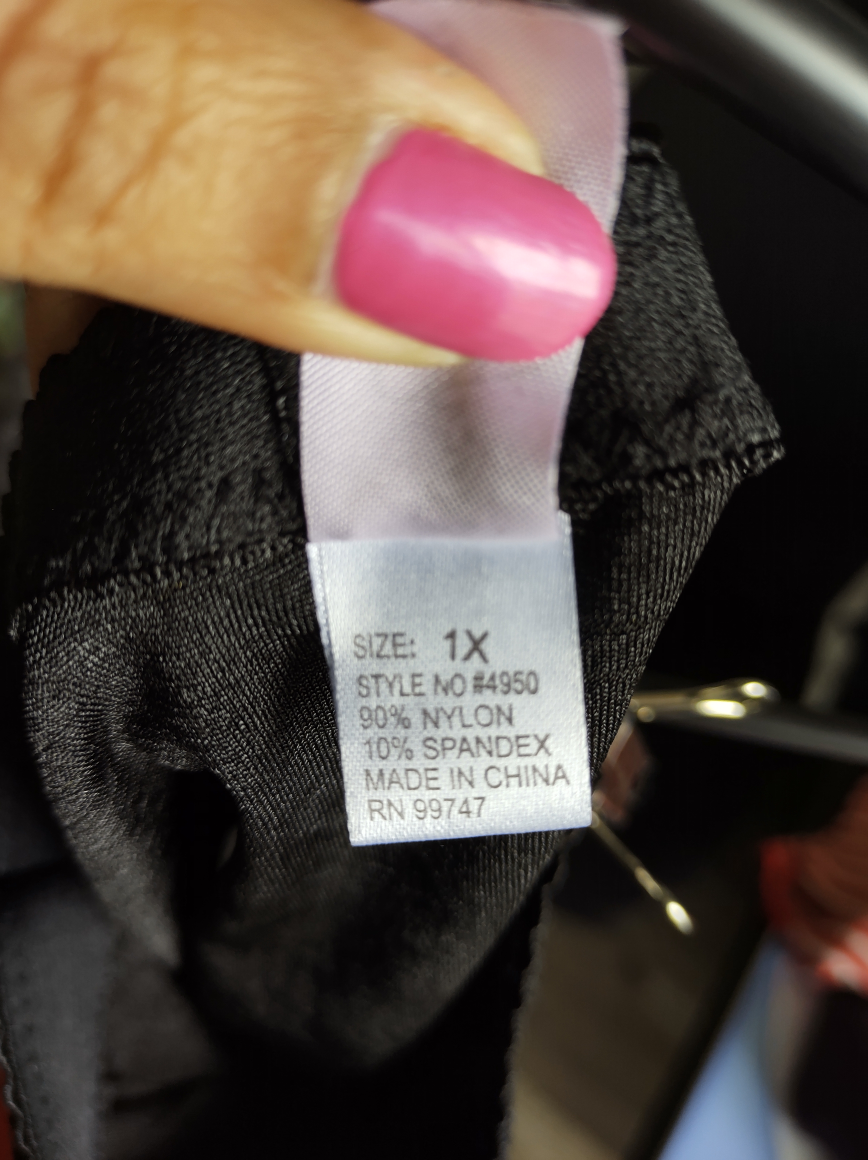 SIZE: 1X
STYLE NO #4950
90% NYLON
10% SPANDEX
MADE IN CHINA
RN 99747